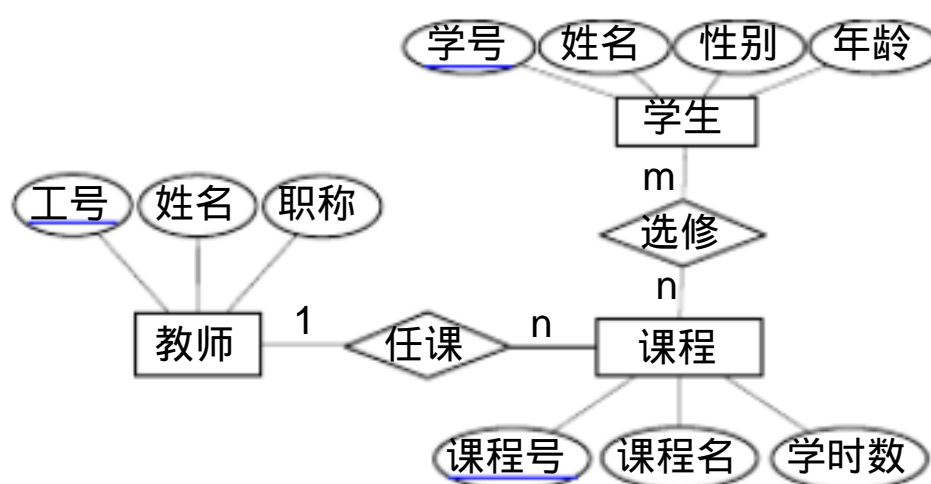 学号 姓名 性别 年龄
学生
m
工号 姓名 职称
选修
n
教师 1 任课 n 课程
课程号 课程名 学时数